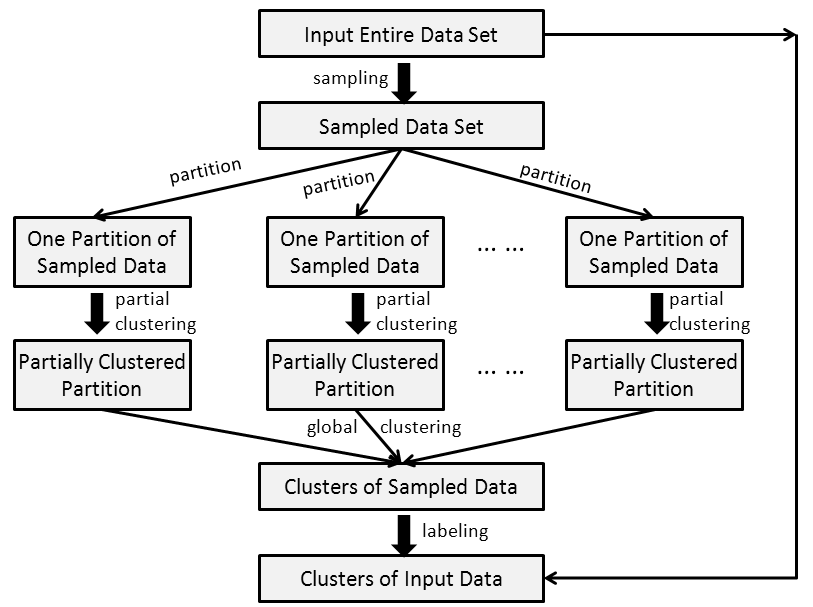 Input Entire Data Set
sampling
Sampled Data Set
partition
partition
partition
One Partition of
Sampled Data
One Partition of
Sampled Data
... ...
One Partition of
Sampled Data
partial
clustering
partial
clustering
partial
clustering
Partially Clustered
Partition
Partially Clustered
Partition
... ...
Partially Clustered
Partition
global clustering
Clusters of Sampled Data
labeling
Clusters of Input Data